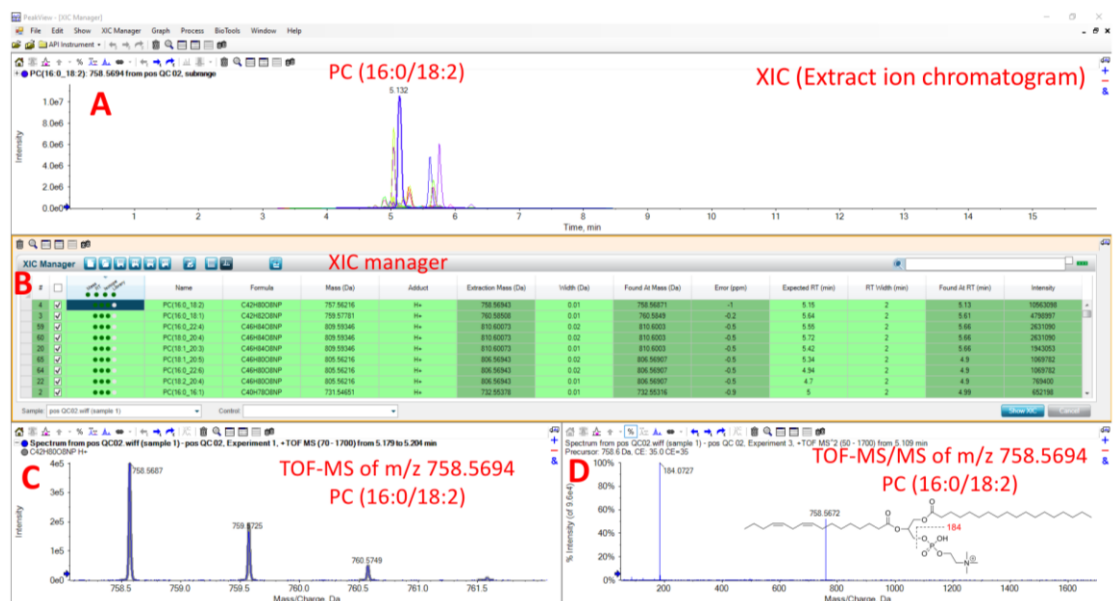 PeakView - [XIC Manager]
File Edit Show XIC Manager Graph Process BioTools Window Help
API Instrument
PC(16:0_18:2): 758.5694 from pos QC 02, subrange
PC (16:0/18:2)
XIC (Extract ion chromatogram)
A
5.132
Intensity
1.0e7
8.0e6
6.0e6
4.0e6
2.0e6
0.0e0
1 2 3 4 5 6 7 8 9 10 11 12 13 14 15
Time, min
XIC Manager
XIC manager
B
# Name Formula Mass (Da) Adduct Extraction Mass (Da) Width (Da) Found At Mass (Da) Error (ppm) Expected RT (min) RT Width (min) Found At RT (min) Intensity
4 PC(16:0_18:2) C42H80O8NP 757.56216 H+ 758.56943 0.01 758.56871 -1 5.15 2 5.13 10563098
3 PC(16:0_18:1) C42H82O8NP 759.57781 H+ 760.58508 0.01 760.5849 -0.2 5.64 2 5.61 4798997
59 PC(16:0_22:4) C46H84O8NP 809.59346 H+ 810.60073 0.02 810.6003 -0.5 5.55 2 5.66 2631090
60 PC(18:0_20:4) C46H84O8NP 809.59346 H+ 810.60073 0.02 810.6003 -0.5 5.72 2 5.66 2631090
20 PC(18:1_20:3) C46H84O8NP 809.59346 H+ 810.60073 0.01 810.6003 -0.5 5.42 2 5.66 1943053
65 PC(18:1_20:5) C46H80O8NP 805.56216 H+ 806.56943 0.02 806.56907 -0.5 5.34 2 4.9 1069782
64 PC(16:0_22:6) C46H80O8NP 805.56216 H+ 806.56943 0.02 806.56907 -0.5 4.94 2 4.9 1069782
22 PC(18:2_20:4) C46H80O8NP 805.56216 H+ 806.56943 0.01 806.56907 -0.5 4.7 2 4.9 769400
2 PC(16:0_16:1) C40H78O8NP 731.54651 H+ 732.55378 0.01 732.55316 -0.9 5 2 4.99 652198
Sample: pos QC02.wiff (sample 1) Control: Show XIC Cancel
Spectrum from pos QC02.wiff (sample 1) - pos QC 02, Experiment 1, +TOF MS (70 - 1700) from 5.179 to 5.204 min
C42H80O8NP H+
C
TOF-MS of m/z 758.5694
PC (16:0/18:2)
758.5687
759.5725
760.5749
Intensity
4e5
3e5
2e5
1e5
0e0
758.5 759.0 759.5 760.0 760.5 761.0 761.5
Mass/Charge, Da
Spectrum from pos QC02.wiff (sample 1) - pos QC 02, Experiment 3, +TOF MS^2 (50 - 1700) from 5.109 min
Precursor: 758.6 Da, CE: 35.0 CE=35
D
TOF-MS/MS of m/z 758.5694
PC (16:0/18:2)
184.0727
758.5672
% Intensity (of 9.6e4)
100%
80%
60%
40%
20%
0%
184
O
O
O
O
O
P
OH
O
O
N
200 400 600 800 1000 1200 1400 1600
Mass/Charge, Da